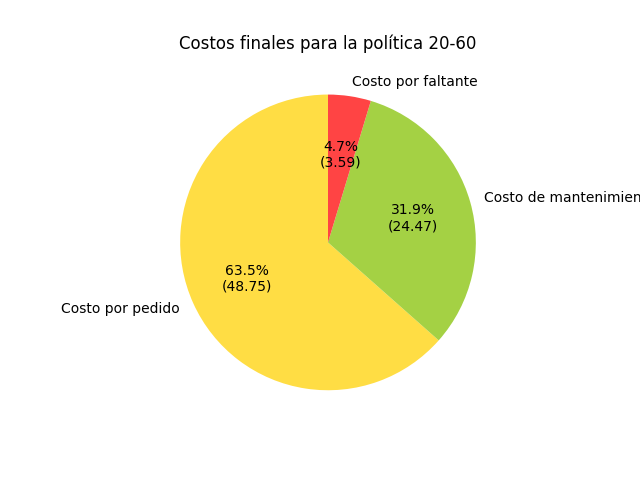 Costos finales para la política 20-60
Costo por faltante
4.7%
(3.59)
Costo de mantenimien
31.9%
(24.47)
63.5%
(48.75)
Costo por pedido